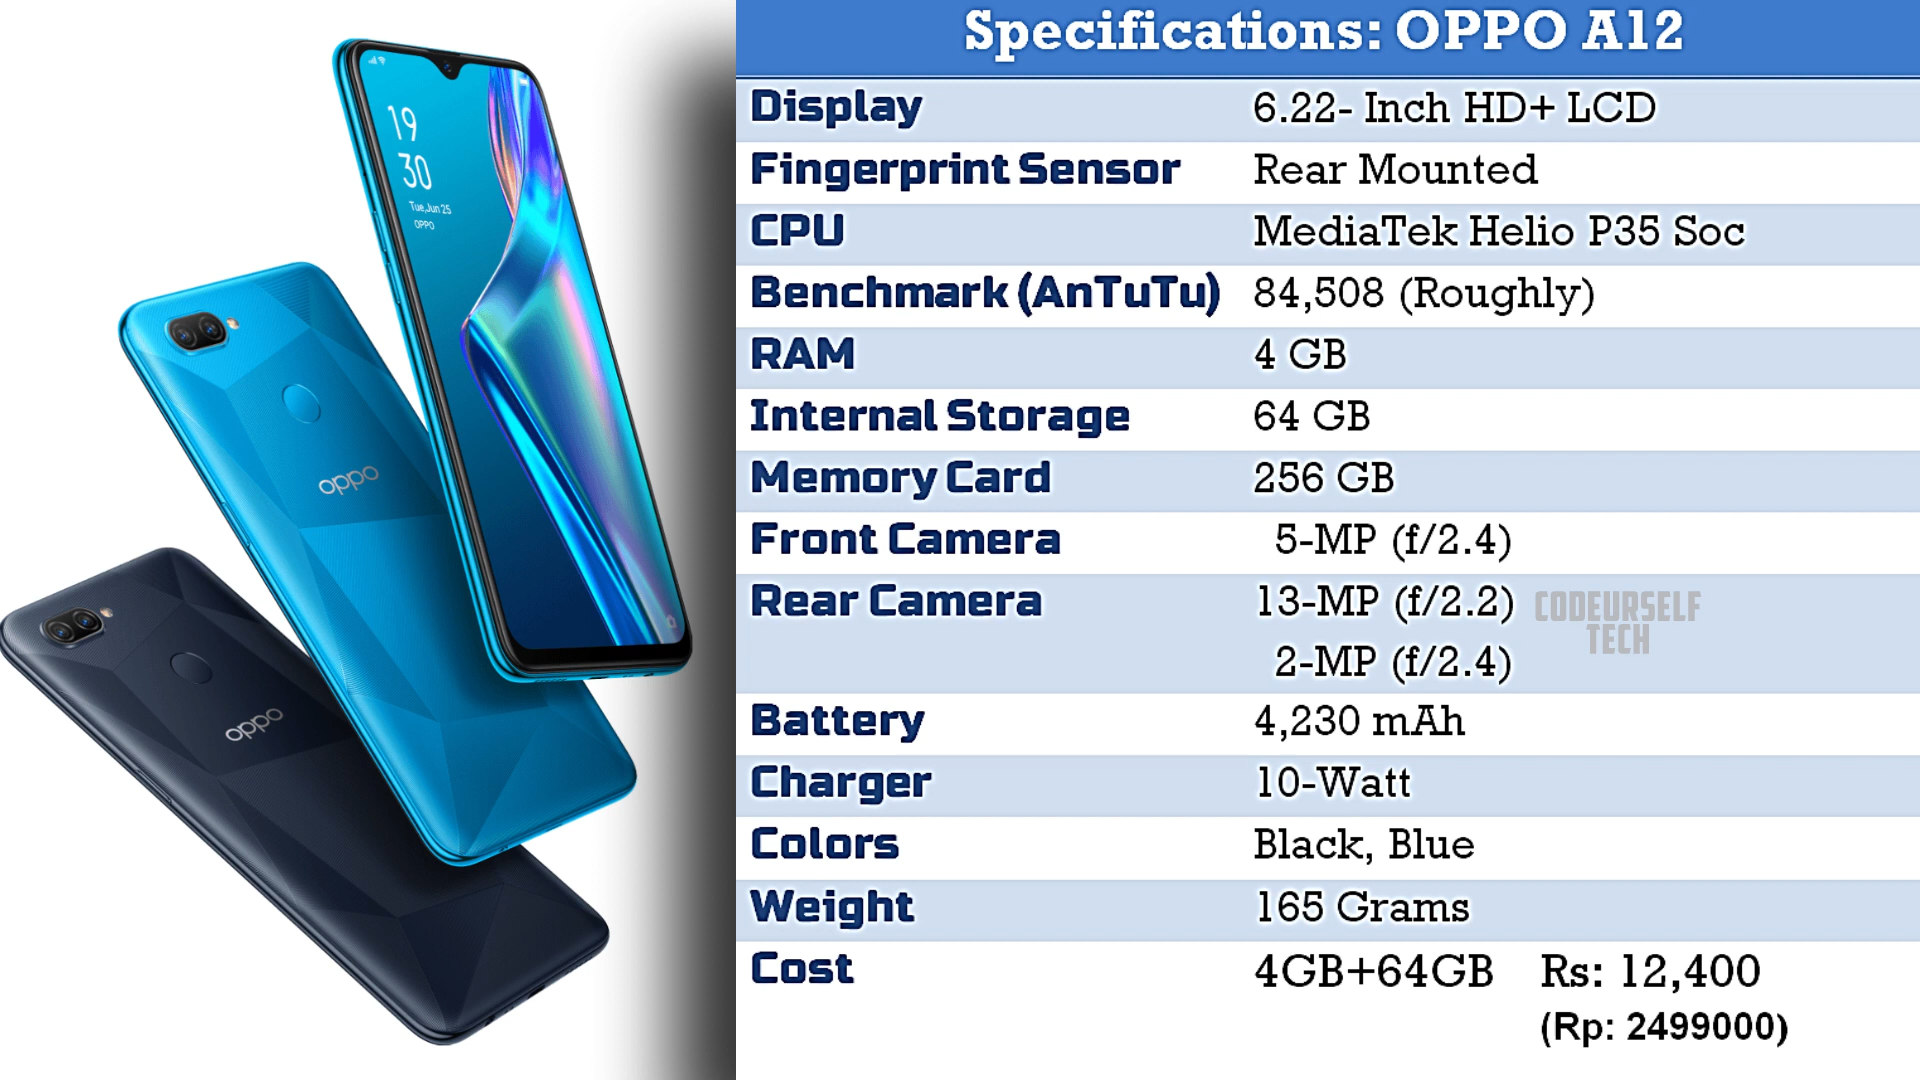 Specifications: OPPO A12
Display 6.22- Inch HD+ LCD
Fingerprint Sensor Rear Mounted
CPU MediaTek Helio P35 Soc
Benchmark (AnTuTu) 84,508 (Roughly)
RAM 4 GB
Internal Storage 64 GB
Memory Card 256 GB
Front Camera 5-MP (f/2.4)
Rear Camera 13-MP (f/2.2)
2-MP (f/2.4)
CODEURSELF
TECH
Battery 4,230 mAh
Charger 10-Watt
Colors Black, Blue
Weight 165 Grams
Cost 4GB+64GB Rs: 12,400
(Rp: 2499000)
19
30
Tue,Jun 25
OPPO
oppo
oppo